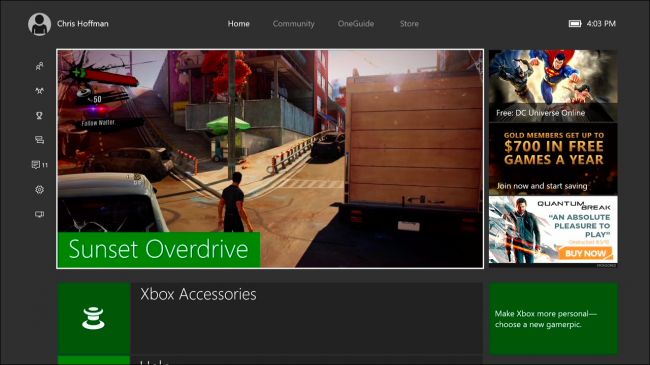 Chris Hoffman
Home
Community
OneGuide
Store
4:03 PM
50
Follow Walter.
11
Sunset Overdrive
Free: DC Universe Online
GOLD MEMBERS GET UP TO
$700 IN FREE
GAMES A YEAR
Join now and start saving
QUANTUM
BREAK
"AN ABSOLUTE
PLEASURE TO
PLAY"
BUY NOW
SPONSORED
Xbox Accessories
Make Xbox more personal—
choose a new gamerpic.